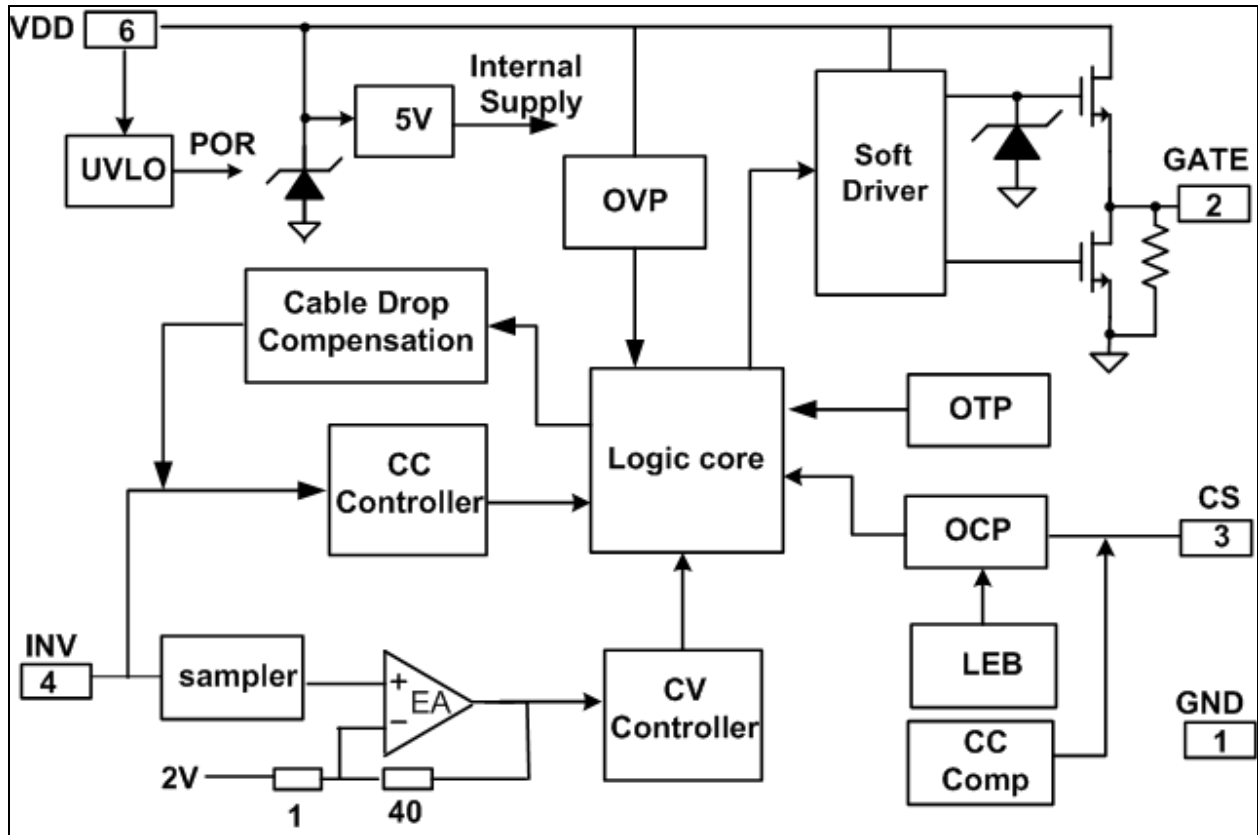 VDD
6
UVLO
POR
5V
Internal
Supply
OVP
Soft
Driver
GATE
2
Cable Drop
Compensation
CC
Controller
Logic core
OTP
OCP
CS
3
LEB
CC
Comp
GND
1
INV
4
sampler
+
EA
−
2V
1
40
CV
Controller